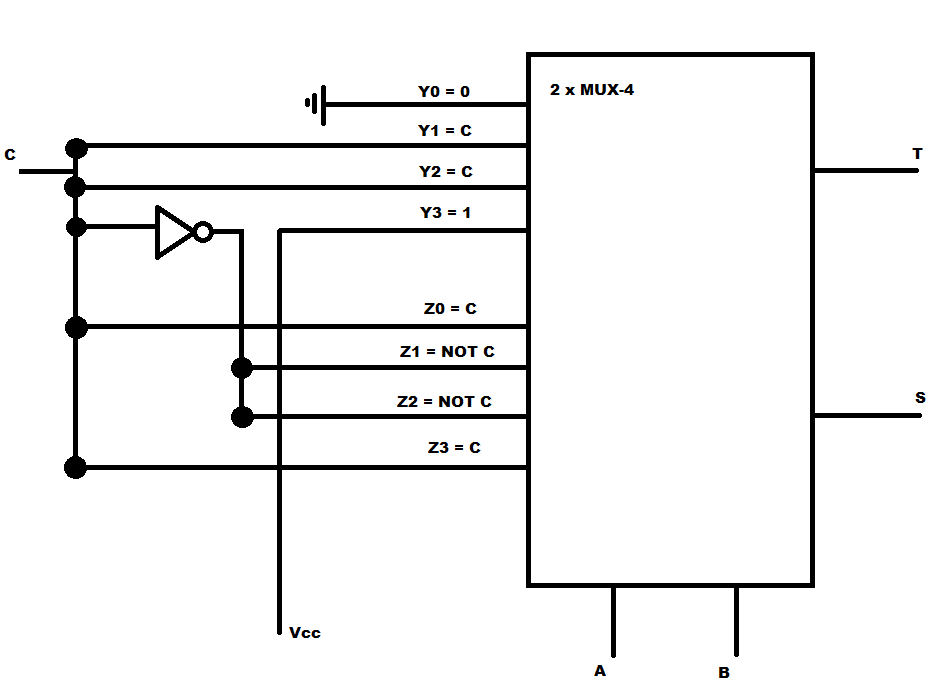 Y0 = 0
2 x MUX-4
Y1 = C
C
T
Y2 = C
Y3 = 1
Z0 = C
Z1 = NOT C
Z2 = NOT C
S
Z3 = C
Vcc
A
B